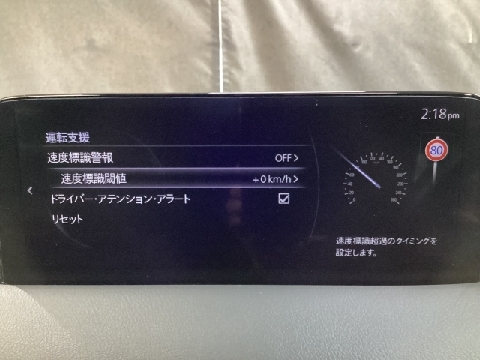 2:18pm
運転支援
速度標識警報 OFF >
速度標識閾値 +0km/h >
ドライバー・アテンション・アラート
リセット
80
速度標識超過のタイミングを
設定します。